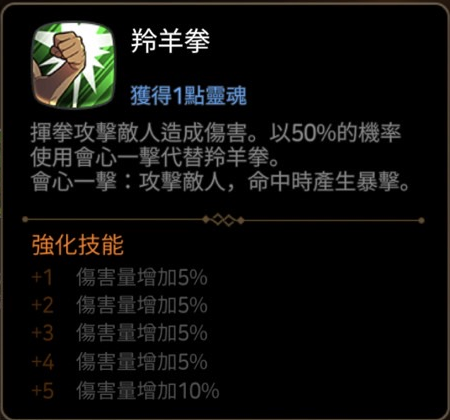 羚羊拳
獲得1點靈魂
揮拳攻擊敵人造成傷害。以50%的機率
使用會心一擊代替羚羊拳。
會心一擊：攻擊敵人，命中時產生暴擊。
強化技能
+1 傷害量增加5%
+2 傷害量增加5%
+3 傷害量增加5%
+4 傷害量增加5%
+5 傷害量增加10%